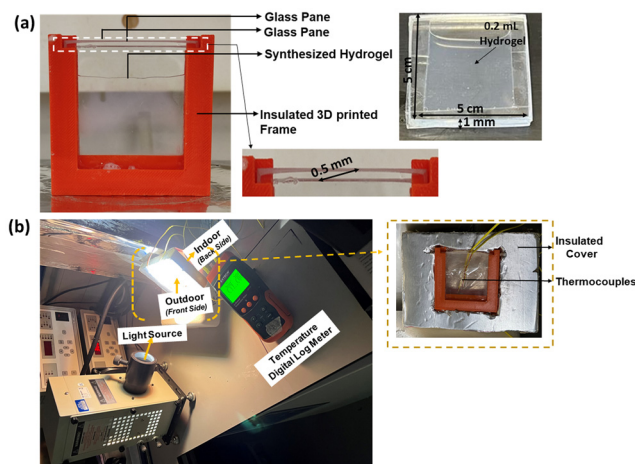 (a)
Glass Pane
Glass Pane
Synthesized Hydrogel
Insulated 3D printed
Frame
0.2 mL
Hydrogel
5 cm
5 cm
1 mm
0.5 mm
(b)
Indoor
(Back Side)
Outdoor
(Front Side)
Light Source
Temperature
Digital Log Meter
Insulated
Cover
Thermocouples